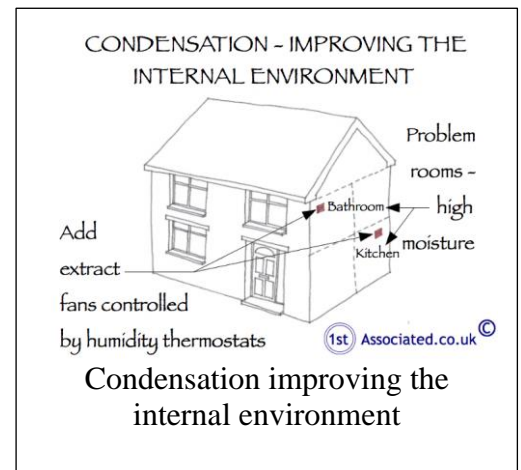 CONDENSATION - IMPROVING THE
INTERNAL ENVIRONMENT
Problem
rooms -
high
moisture
Bathroom
Kitchen
Add
extract
fans controlled
by humidity thermostats
1st Associated.co.uk ©
Condensation improving the
internal environment